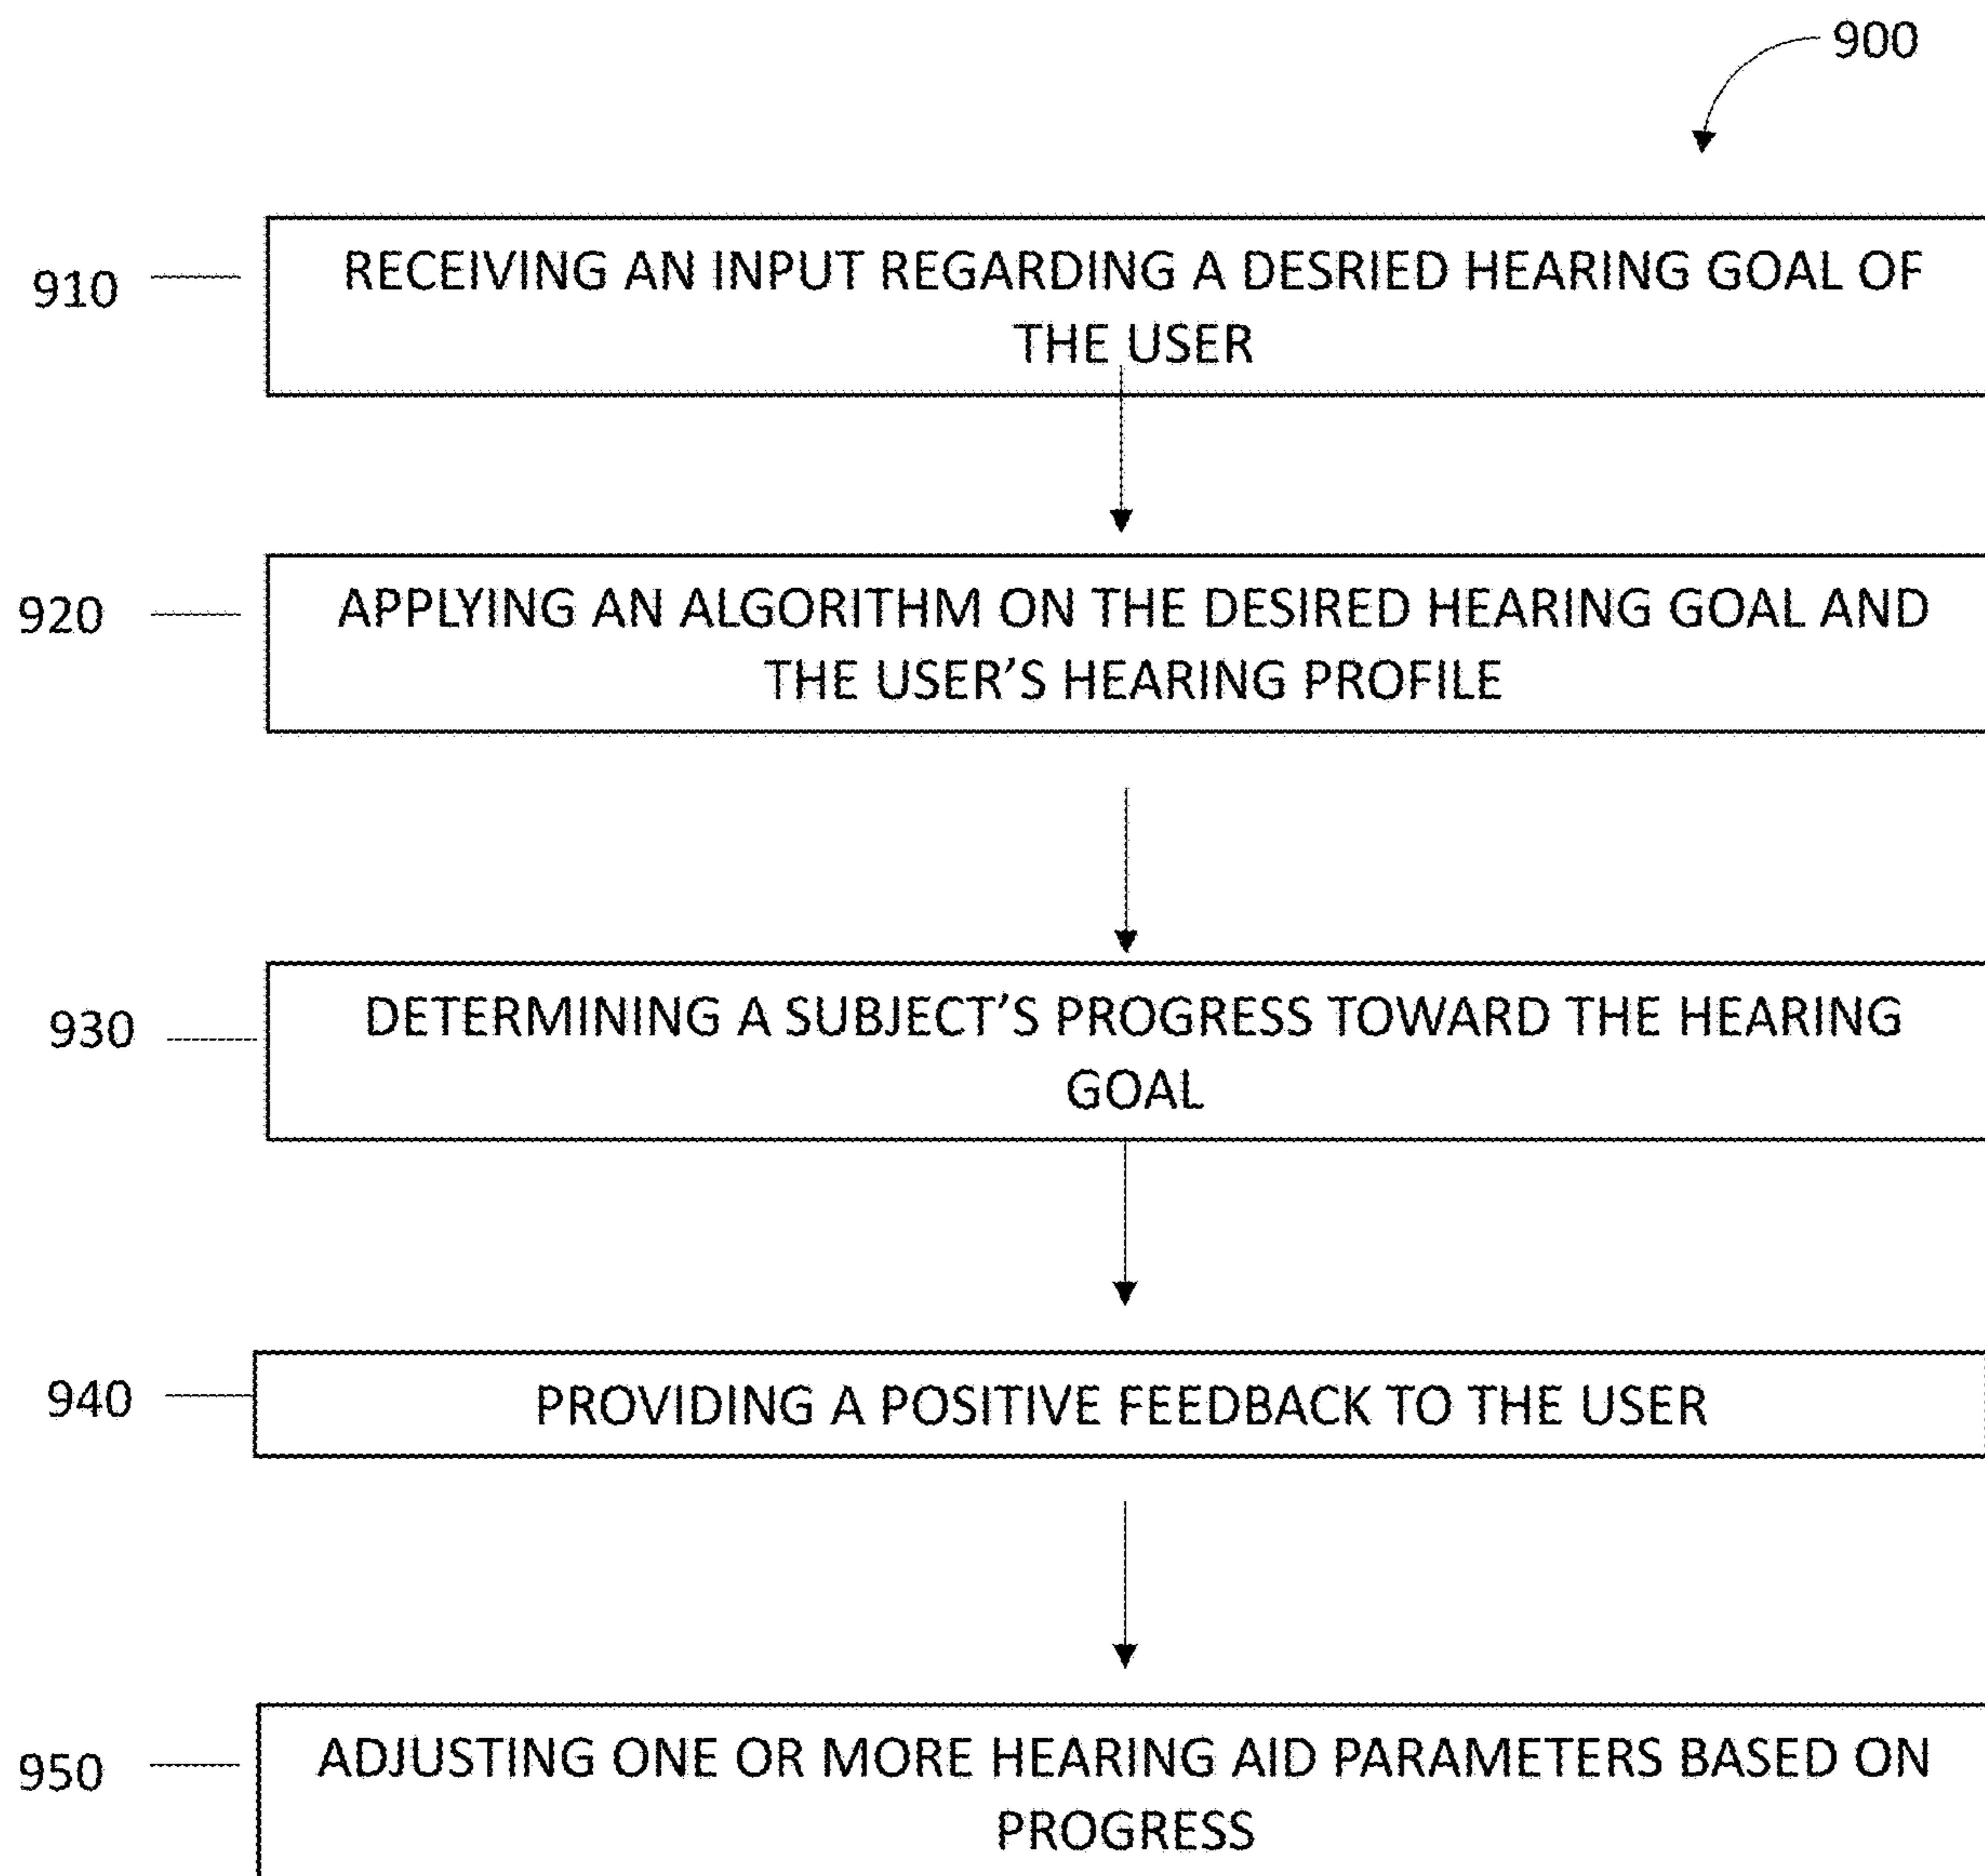 900
910
RECEIVING AN INPUT REGARDING A DESRIED HEARING GOAL OF
THE USER
920
APPLYING AN ALGORITHM ON THE DESIRED HEARING GOAL AND
THE USER'S HEARING PROFILE
930
DETERMINING A SUBJECT'S PROGRESS TOWARD THE HEARING
GOAL
940
PROVIDING A POSITIVE FEEDBACK TO THE USER
950
ADJUSTING ONE OR MORE HEARING AID PARAMETERS BASED ON
PROGRESS